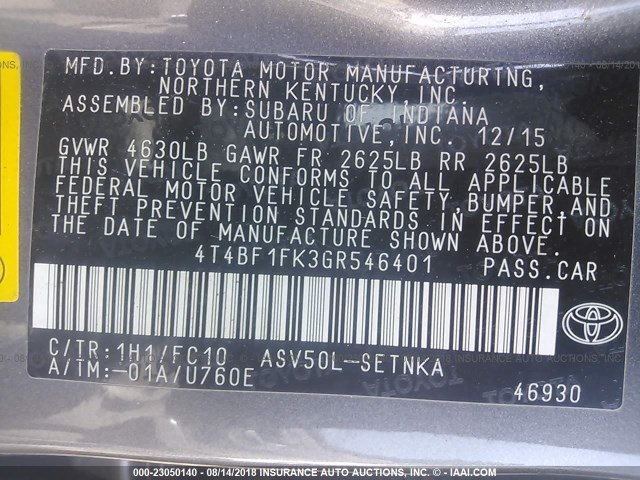 MFD.BY:TOYOTA MOTOR MANUFACTURING,
NORTHERN KENTUCKY, INC.
ASSEMBLED BY:SUBARU OF INDIANA
AUTOMOTIVE,INC. 12/15
GVWR 4630LB GAWR FR 2625LB RR 2625LB
THIS VEHICLE CONFORMS TO ALL APPLICABLE
FEDERAL MOTOR VEHICLE SAFETY,BUMPER,AND
THEFT PREVENTION STANDARDS IN EFFECT
ON THE DATE OF MANUFACTURE SHOWN ABOVE.
4T4BF1FK3GR546401 PASS.CAR
C/TR:1H1/FC10 ASV50L-SETNKA
A/TM:-01A/U760E
46930
000-23050140 - 08/14/2018 INSURANCE AUTO AUCTIONS, INC. - IAAI.COM